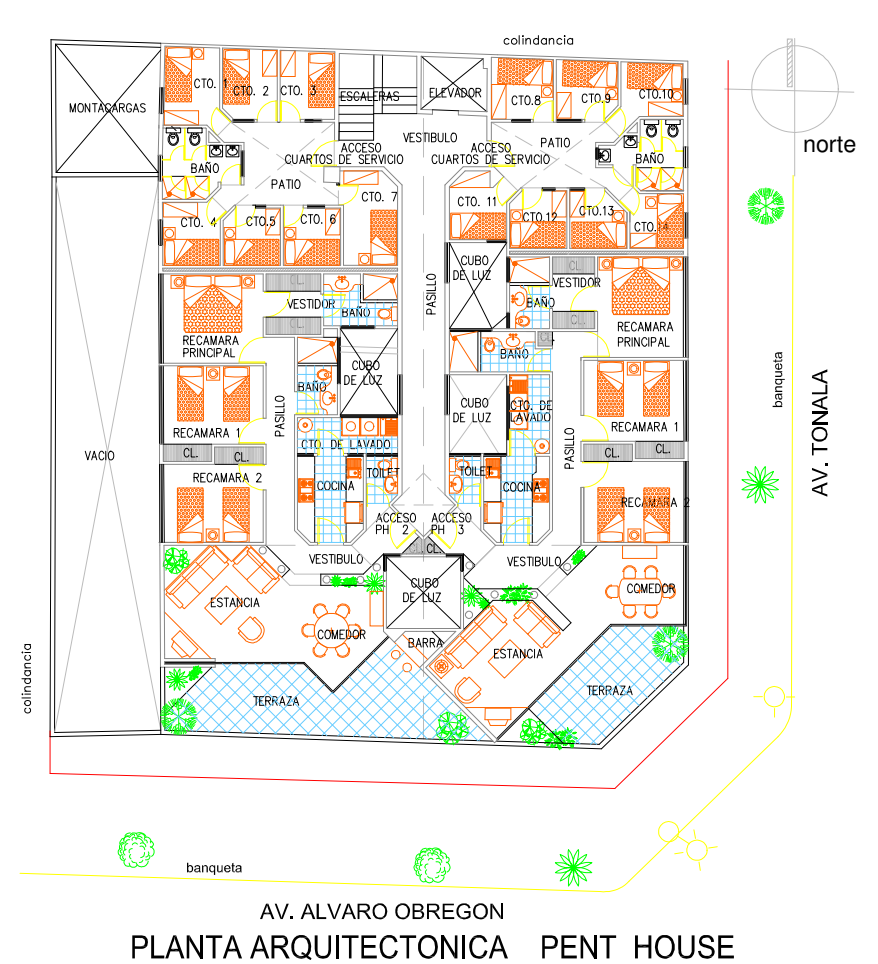 colindancia
norte
MONTACARGAS
CTO. 1
CTO. 2
CTO. 3
ESCALERAS
ELEVADOR
CTO.8
CTO.9
CTO.10
VESTIBULO
ACCESO
CUARTOS DE SERVICIO
ACCESO
CUARTOS DE SERVICIO
PATIO
BAÑO
BAÑO
PATIO
CTO. 4
CTO.5
CTO. 6
CTO. 7
CTO. 11
CTO.12
CTO.13
CTO.14
PASILLO
CUBO
DE LUZ
CL.
VESTIDOR
CL.
BAÑO
CL.
VESTIDOR
CL.
BAÑO
RECAMARA
PRINCIPAL
RECAMARA
PRINCIPAL
CUBO
DE LUZ
BAÑO
CL.
BAÑO
CUBO
DE LUZ
CTO. DE
LAVADO
RECAMARA 1
PASILLO
CTO. DE LAVADO
PASILLO
RECAMARA 1
CL.
CL.
CL.
CL.
VACIO
RECAMARA 2
COCINA
TOILET
TOILET
COCINA
RECAMARA 2
ACCESO
PH 2
ACCESO
PH 3
CL.
VESTIBULO
VESTIBULO
CUBO
DE LUZ
ESTANCIA
COMEDOR
BARRA
ESTANCIA
COMEDOR
TERRAZA
TERRAZA
banqueta
AV. TONALA
colindancia
banqueta
AV. ALVARO OBREGON
PLANTA ARQUITECTONICA PENT HOUSE